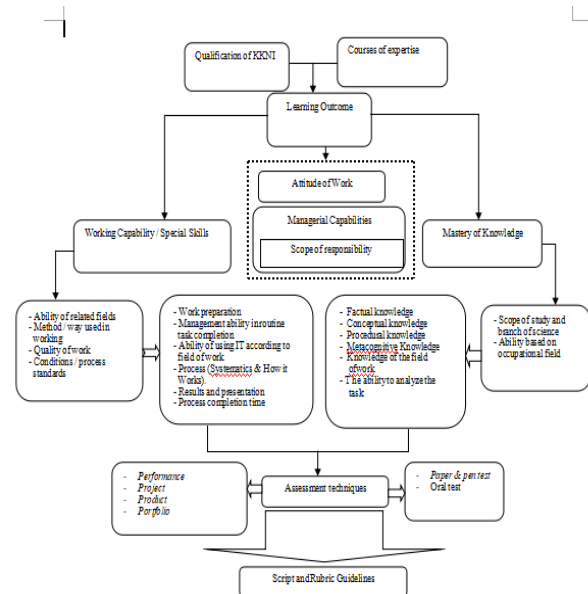 Qualification of KKNI
Courses of expertise
Learning Outcome
Attitude of Work
Managerial Capabilities
Scope of responsibility
Working Capability / Special Skills
Mastery of Knowledge
- Ability of related fields
- Method / way used in
working
- Quality of work
- Conditions / process
standards
- Work preparation
- Management ability in routine
task completion
- Ability of using IT according to
field of work
- Process (Systematics & How it
Works).
- Results and presentation
- Process completion time
- Factual knowledge
- Conceptual knowledge
- Procedural knowledge
- Metacognitive Knowledge
- Knowledge of the field
ofwork
- The ability to analyze the
task
- Scope of study and
branch of science
- Ability based on
occupational field
- Performance
- Project
- Product
- Portfolio
Assessment techniques
- Paper & pen test
- Oral test
Script and Rubric Guidelines